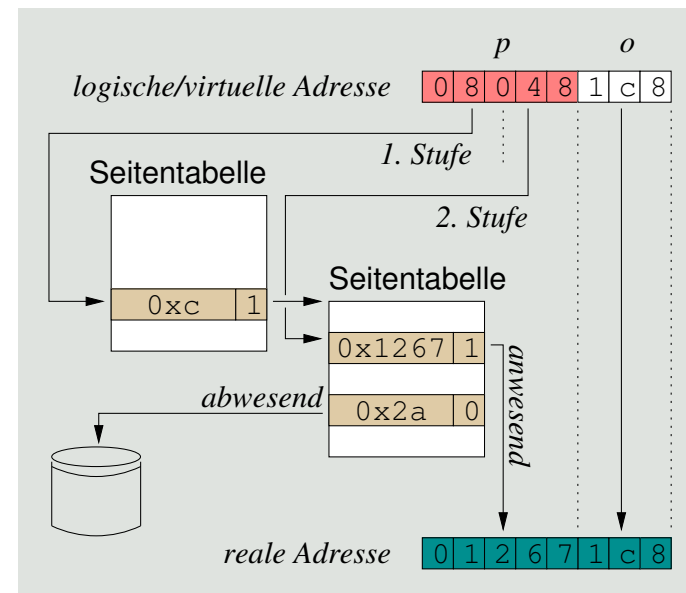 p o
logische/virtuelle Adresse 0 8 0 4 8 1 c 8
1. Stufe
Seitentabelle
2. Stufe
Seitentabelle
0xc 1
0x1267 1
anwesend
abwesend
0x2a 0
reale Adresse 0 1 2 6 7 1 c 8